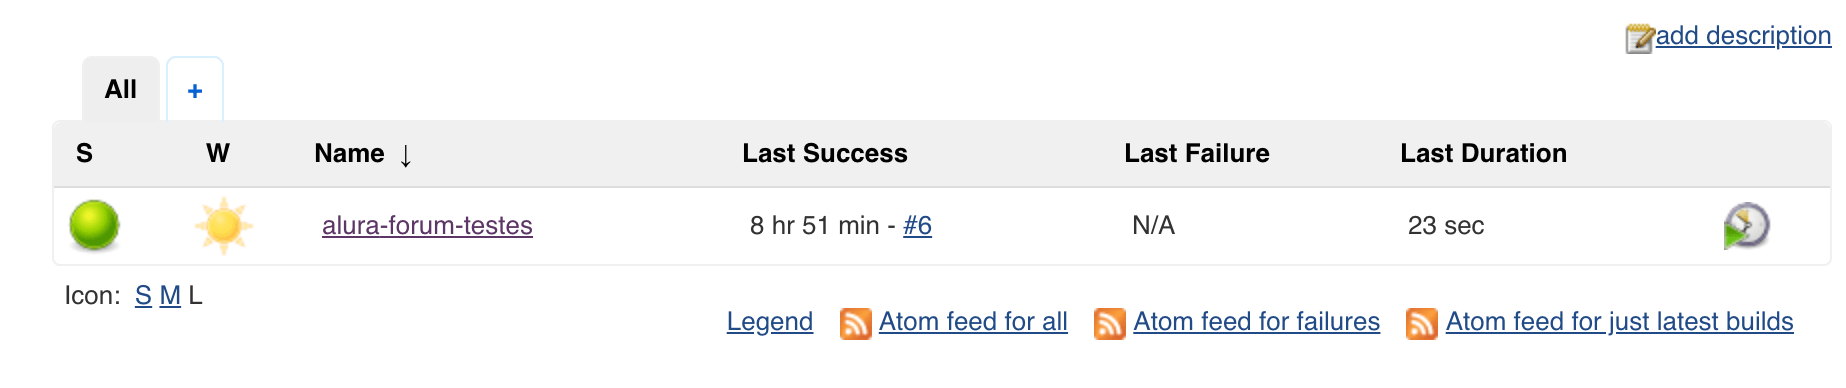 add description
All +
S W Name ↓ Last Success Last Failure Last Duration
alura-forum-testes 8 hr 51 min - #6 N/A 23 sec
Icon: S M L
Legend Atom feed for all Atom feed for failures Atom feed for just latest builds